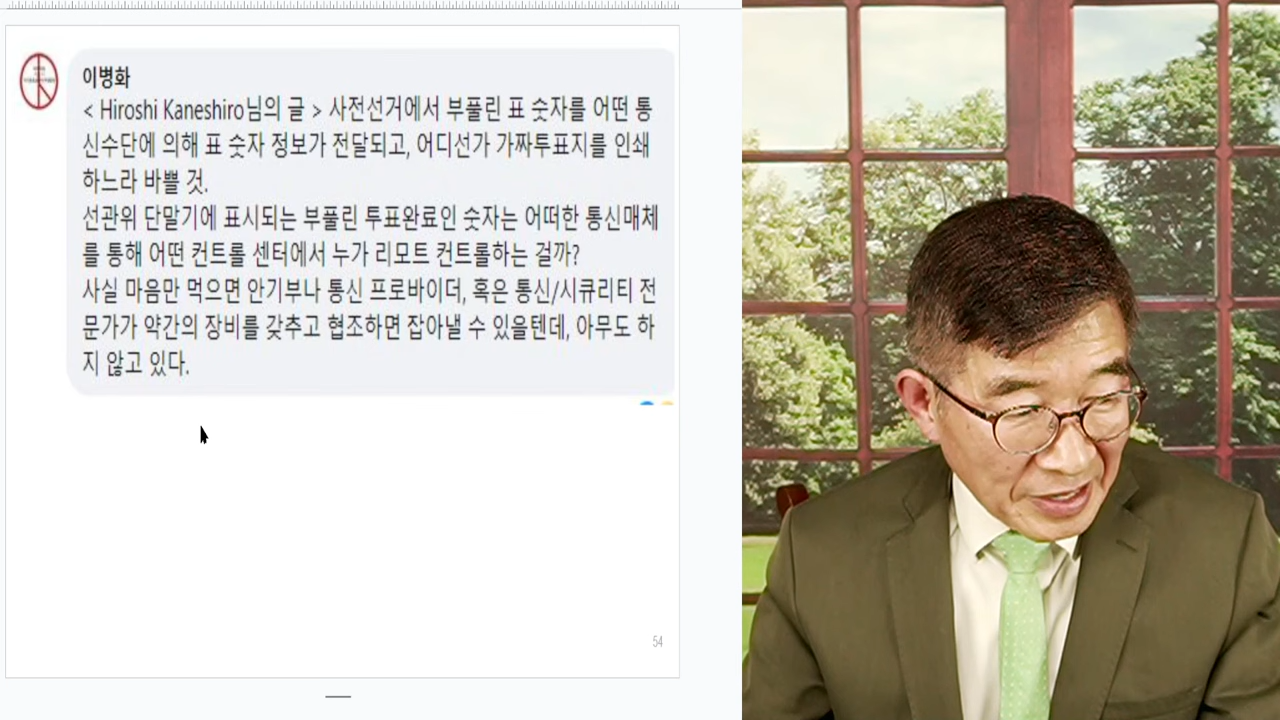 이병화
< Hiroshi Kaneshiro님의 글 > 사전선거에서 부풀린 표 숫자를 어떤 통
신수단에 의해 표 숫자 정보가 전달되고, 어디선가 가짜투표지를 인쇄
하느라 바쁠 것.
선관위 단말기에 표시되는 부풀린 투표완료인 숫자는 어떠한 통신매체
를 통해 어떤 컨트롤 센터에서 누가 리모트 컨트롤하는 걸까?
사실 마음만 먹으면 안기부나 통신 프로바이더, 혹은 통신/시큐리티 전
문가가 약간의 장비를 갖추고 협조하면 잡아낼 수 있을텐데, 아무도 하
지 않고 있다.
54